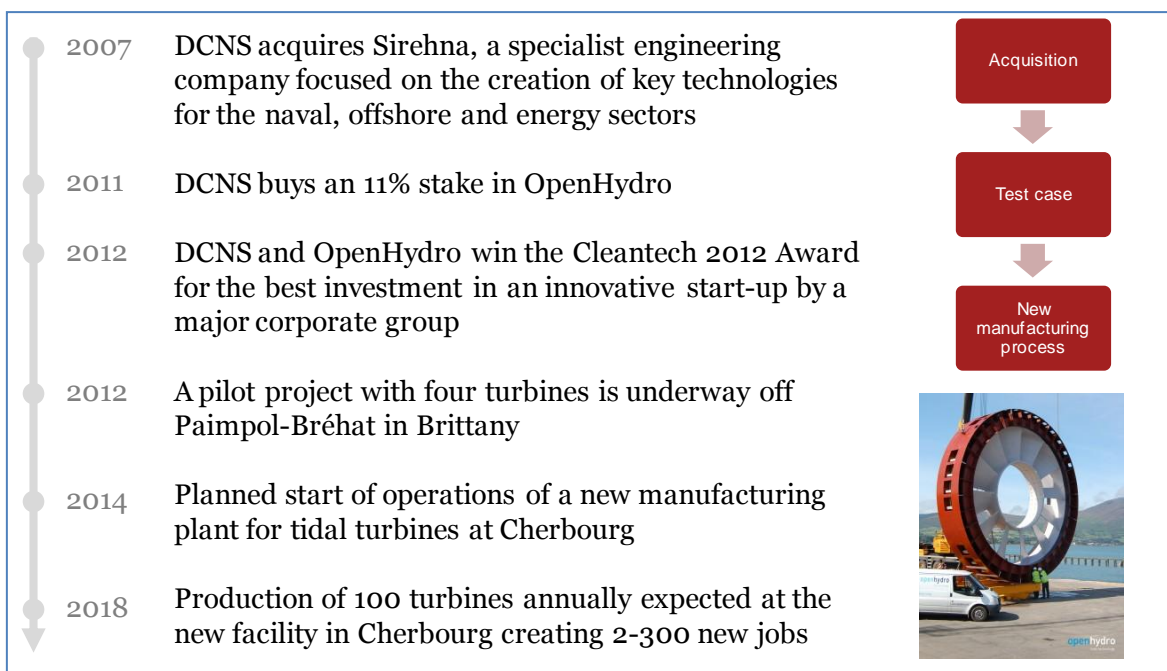 2007
DCNS acquires Sirehna, a specialist engineering
company focused on the creation of key technologies
for the naval, offshore and energy sectors
2011
DCNS buys an 11% stake in OpenHydro
2012
DCNS and OpenHydro win the Cleantech 2012 Award
for the best investment in an innovative start-up by a
major corporate group
2012
A pilot project with four turbines is underway off
Paimpol-Bréhat in Brittany
2014
Planned start of operations of a new manufacturing
plant for tidal turbines at Cherbourg
2018
Production of 100 turbines annually expected at the
new facility in Cherbourg creating 2-300 new jobs
Acquisition
Test case
New
manufacturing
process
openhydro
openhydro